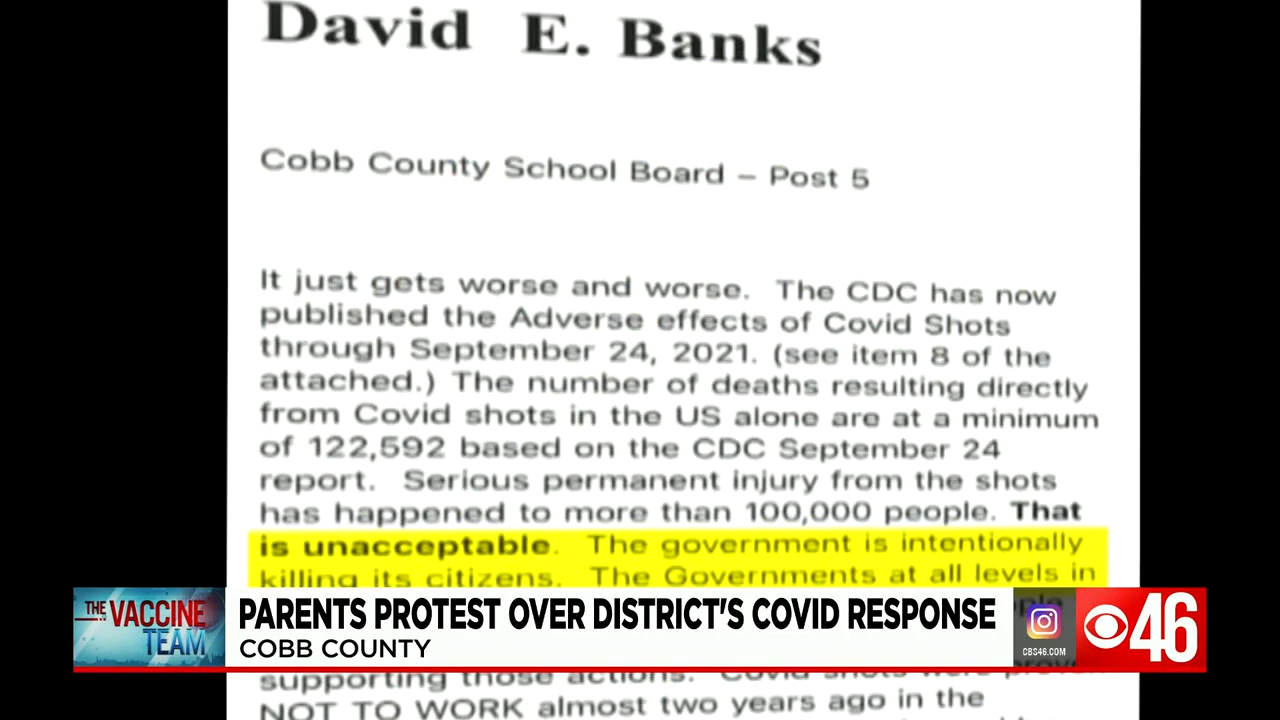 David E. Banks
Cobb County School Board – Post 5
It just gets worse and worse. The CDC has now
published the Adverse effects of Covid Shots
through September 24, 2021. (see item 8 of the
attached.) The number of deaths resulting directly
from Covid shots in the US alone are at a minimum
of 122,592 based on the CDC September 24
report. Serious permanent injury from the shots
has happened to more than 100,000 people. That
is unacceptable. The government is intentionally
killing its citizens. The Governments at all levels in
THE VACCINE TEAM
PARENTS PROTEST OVER DISTRICT'S COVID RESPONSE
COBB COUNTY
CBS46.COM
46
supporting those actions. Covid shots were
NOT TO WORK almost two years ago in the